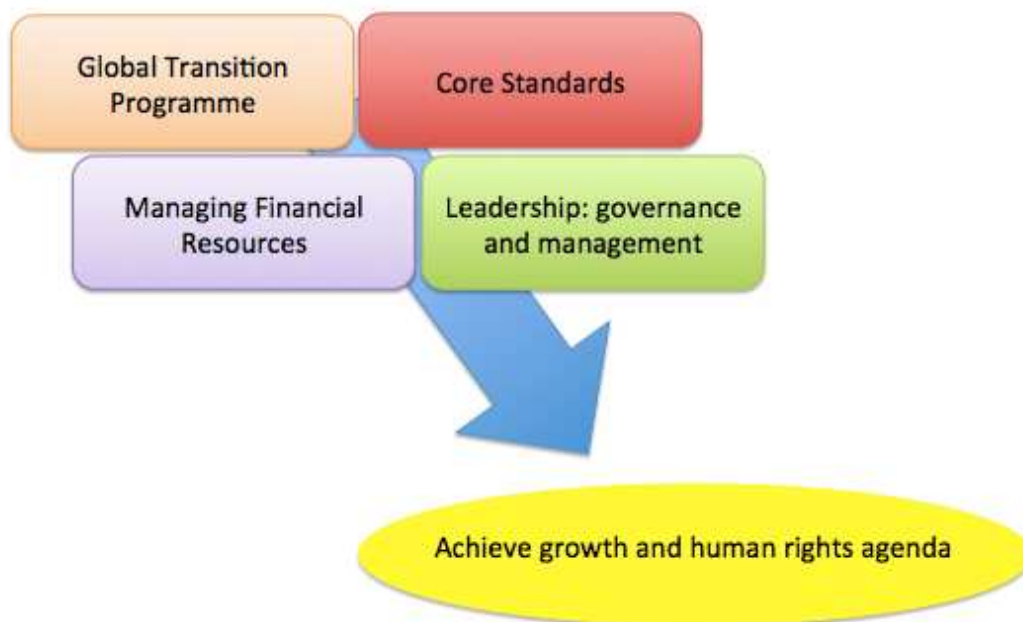 Global Transition
Programme
Core Standards
Managing Financial
Resources
Leadership: governance
and management
Achieve growth and human rights agenda